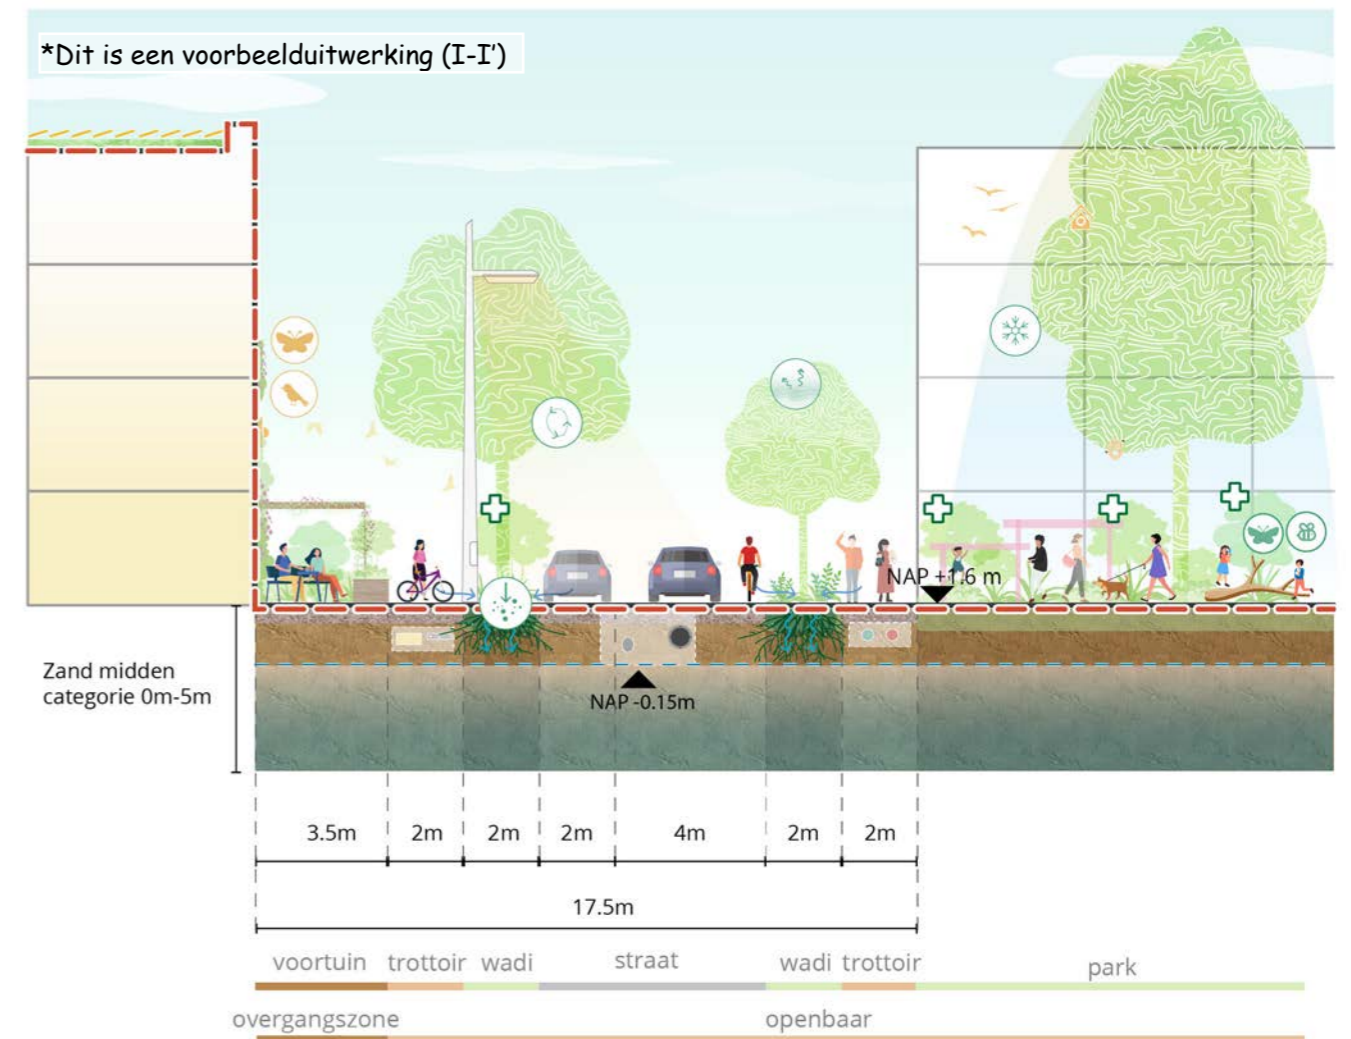 *Dit is een voorbeelduitwerking (I-I’)
NAP +1.6 m
Zand midden
categorie 0m-5m
NAP -0.15m
3.5m 2m 2m 2m 4m 2m 2m
17.5m
voortuin trottoir wadi straat wadi trottoir park
overgangszone openbaar